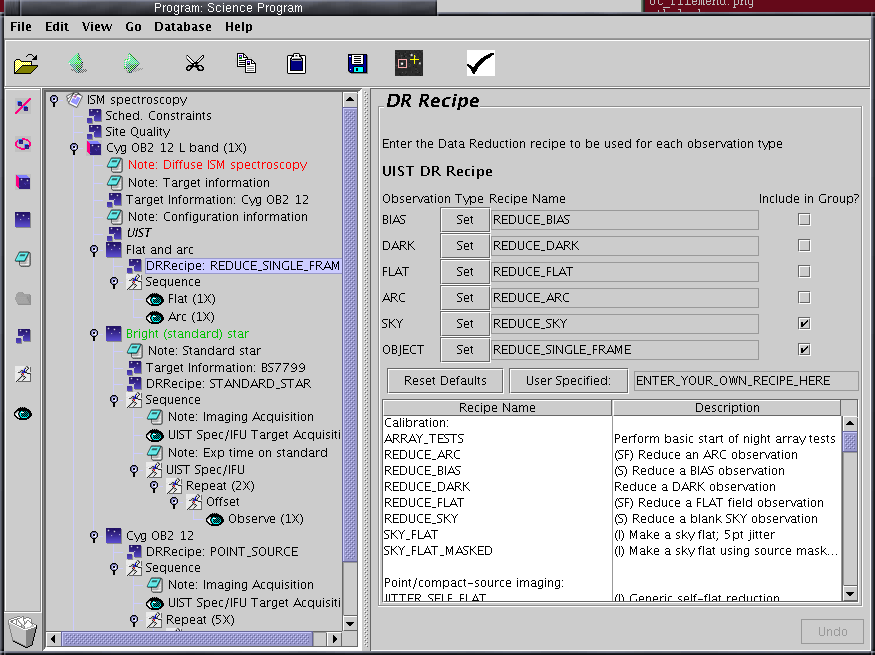 Program: Science Program
File Edit View Go Database Help
ISM spectroscopy
Sched. Constraints
Site Quality
Cyg OB2 12 L band (1X)
Note: Diffuse ISM spectroscopy
Note: Target information
Target Information: Cyg OB2 12
Note: Configuration information
UIST
Flat and arc
DRRecipe: REDUCE_SINGLE_FRAM
Sequence
Flat (1X)
Arc (1X)
Bright (standard) star
Note: Standard star
Target Information: BS7799
DRRecipe: STANDARD_STAR
Sequence
Note: Imaging Acquisition
UIST Spec/IFU Target Acquisiti
Note: Exp time on standard
UIST Spec/IFU
Repeat (2X)
Offset
Observe (1X)
Cyg OB2 12
DRRecipe: POINT_SOURCE
Sequence
Note: Imaging Acquisition
UIST Spec/IFU Target Acquisiti
Repeat (5X)
DR Recipe
Enter the Data Reduction recipe to be used for each observation type
UIST DR Recipe
Observation Type Recipe Name Include in Group?
BIAS Set REDUCE_BIAS
DARK Set REDUCE_DARK
FLAT Set REDUCE_FLAT
ARC Set REDUCE_ARC
SKY Set REDUCE_SKY
OBJECT Set REDUCE_SINGLE_FRAME
Reset Defaults User Specified: ENTER_YOUR_OWN_RECIPE_HERE
Recipe Name Description
Calibration:
ARRAY_TESTS Perform basic start of night array tests
REDUCE_ARC (SF) Reduce an ARC observation
REDUCE_BIAS (S) Reduce a BIAS observation
REDUCE_DARK Reduce a DARK observation
REDUCE_FLAT (SF) Reduce a FLAT field observation
REDUCE_SKY (S) Reduce a blank SKY observation
SKY_FLAT (I) Make a sky flat; 5pt jitter
SKY_FLAT_MASKED (I) Make a sky flat using source mask...
Point/compact-source imaging:
JITTER_SELF_FLAT (I) Generic self-flat reduction
Undo